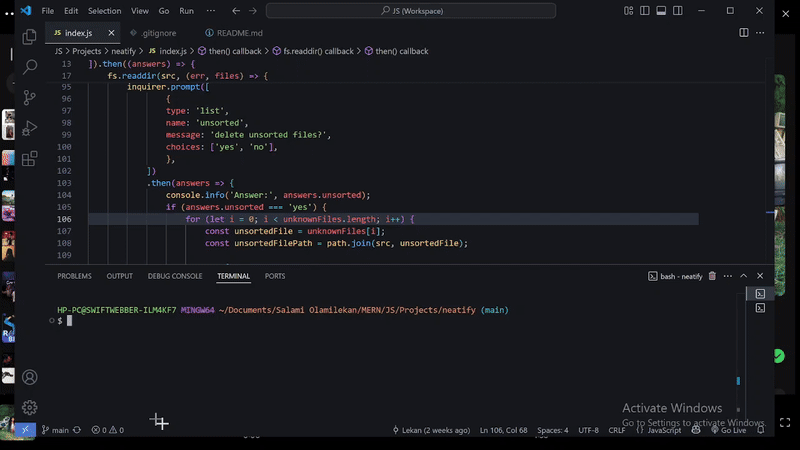 File Edit Selection View Go Run ··· JS (Workspace)
index.js .gitignore README.md
JS > Projects > neatify > JS index.js > then() callback > fs.readdir() callback > then() callback
13 ]).then((answers) => {
17 fs.readdir(src, (err, files) => {
95 inquirer.prompt([
96 {
97 type: 'list',
98 name: 'unsorted',
99 message: 'delete unsorted files?',
100 choices: ['yes', 'no'],
101 },
102 ])
103 .then(answers => {
104 console.info('Answer:', answers.unsorted);
105 if (answers.unsorted === 'yes') {
106 for (let i = 0; i < unknownFiles.length; i++) {
107 const unsortedFile = unknownFiles[i];
108 const unsortedFilePath = path.join(src, unsortedFile);
109
PROBLEMS OUTPUT DEBUG CONSOLE TERMINAL PORTS bash - neatify
HP-PC@SWIFTWEBBER-ILM4KF7 MINGW64 ~/Documents/Salami Olamilekan/MERN/JS/Projects/neatify (main)
$
Activate Windows
Go to Settings to activate Windows.
main 0 0 Lekan (2 weeks ago) Ln 106, Col 68 Spaces: 4 UTF-8 CRLF {} JavaScript Go Live